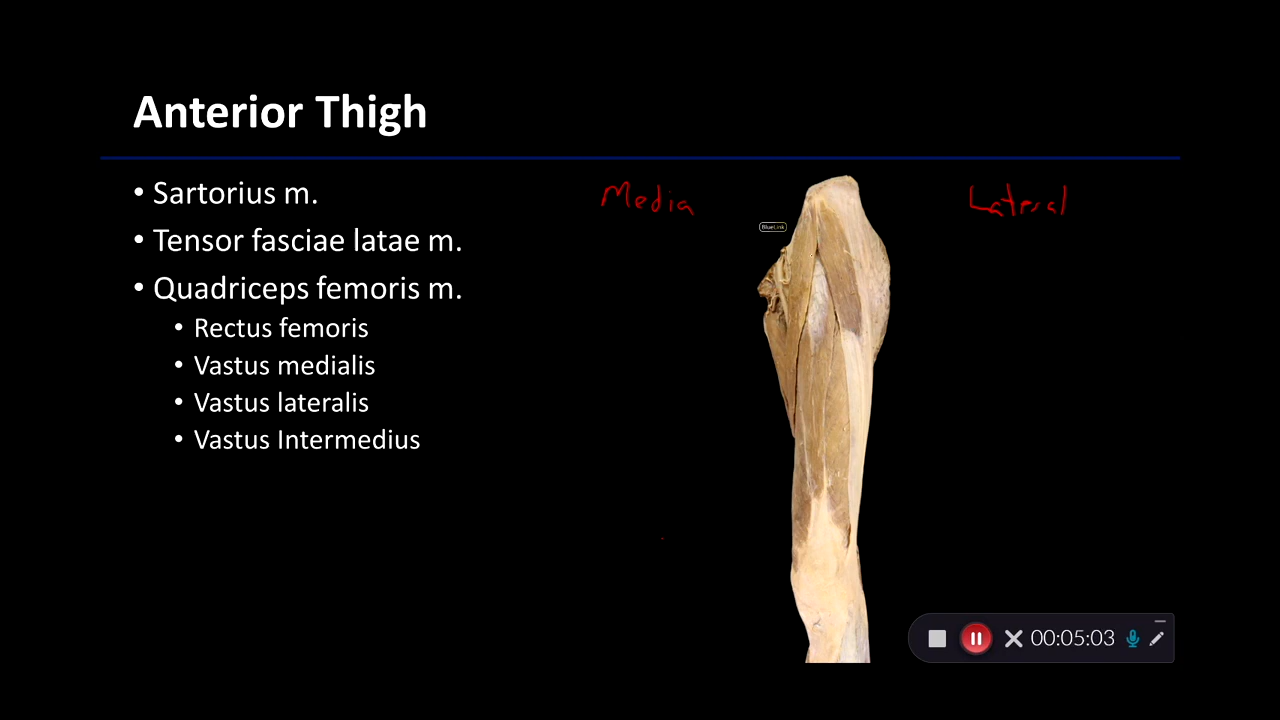 Anterior Thigh
• Sartorius m.
• Tensor fasciae latae m.
• Quadriceps femoris m.
• Rectus femoris
• Vastus medialis
• Vastus lateralis
• Vastus Intermedius
Media
Lateral
BlueLink
00:05:03